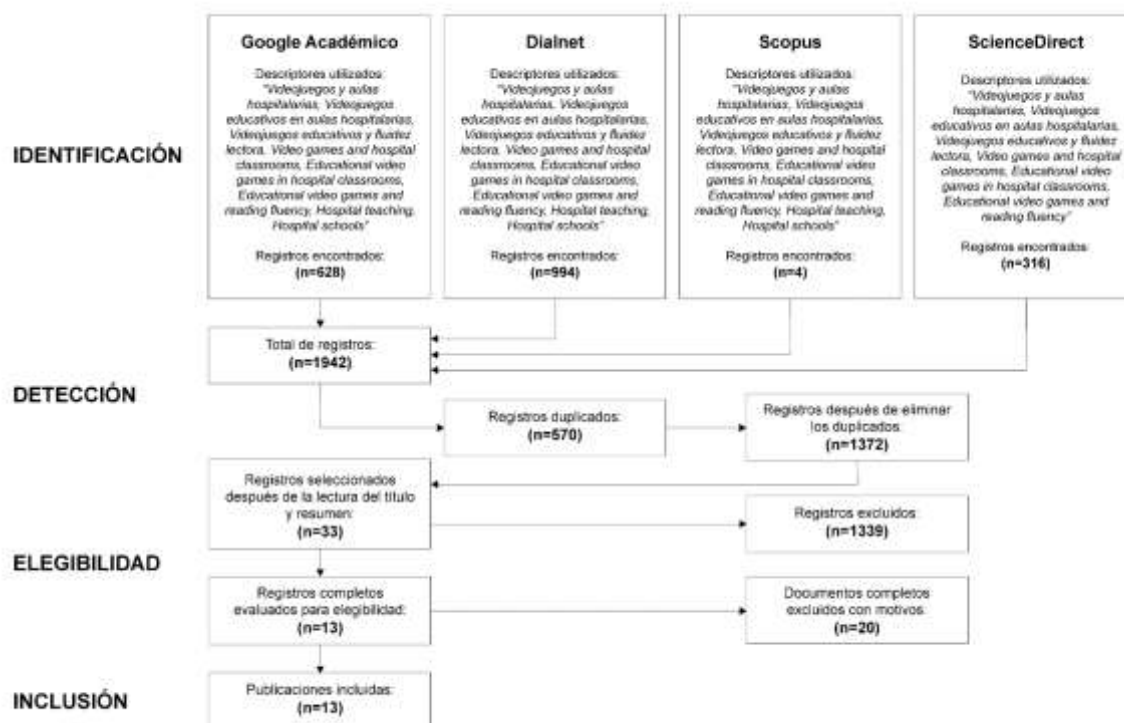 IDENTIFICACIÓN
Google Académico
Descriptores utilizados:
"Videojuegos y aulas
hospitalarias, Videojuegos
educativos en aulas hospitalarias,
Videojuegos educativos y fluidez
lectora, Video games and hospital
classrooms, Educational video
games in hospital classrooms,
Educational video games and
reading fluency, Hospital teaching,
Hospital schools"
Registros encontrados:
(n=628)
Dialnet
Descriptores utilizados:
"Videojuegos y aulas
hospitalarias, Videojuegos
educativos en aulas hospitalarias,
Videojuegos educativos y fluidez
lectora, Video games and hospital
classrooms, Educational video
games in hospital classrooms,
Educational video games and
reading fluency, Hospital teaching,
Hospital schools"
Registros encontrados:
(n=994)
Scopus
Descriptores utilizados:
"Videojuegos y aulas
hospitalarias, Videojuegos
educativos en aulas hospitalarias,
Videojuegos educativos y fluidez
lectora, Video games and hospital
classrooms, Educational video
games in hospital classrooms,
Educational video games and
reading fluency, Hospital teaching,
Hospital schools"
Registros encontrados:
(n=4)
ScienceDirect
Descriptores utilizados:
"Videojuegos y aulas
hospitalarias, Videojuegos
educativos en aulas hospitalarias,
Videojuegos educativos y fluidez
lectora, Video games and hospital
classrooms, Educational video
games in hospital classrooms,
Educational video games and
reading fluency"
Registros encontrados:
(n=316)
DETECCIÓN
Total de registros:
(n=1942)
Registros duplicados:
(n=570)
Registros después de eliminar
los duplicados:
(n=1372)
ELEGIBILIDAD
Registros seleccionados
después de la lectura del título
y resumen:
(n=33)
Registros excluidos:
(n=1339)
Registros completos
evaluados para elegibilidad:
(n=13)
Documentos completos
excluidos con motivos:
(n=20)
INCLUSIÓN
Publicaciones incluidas:
(n=13)